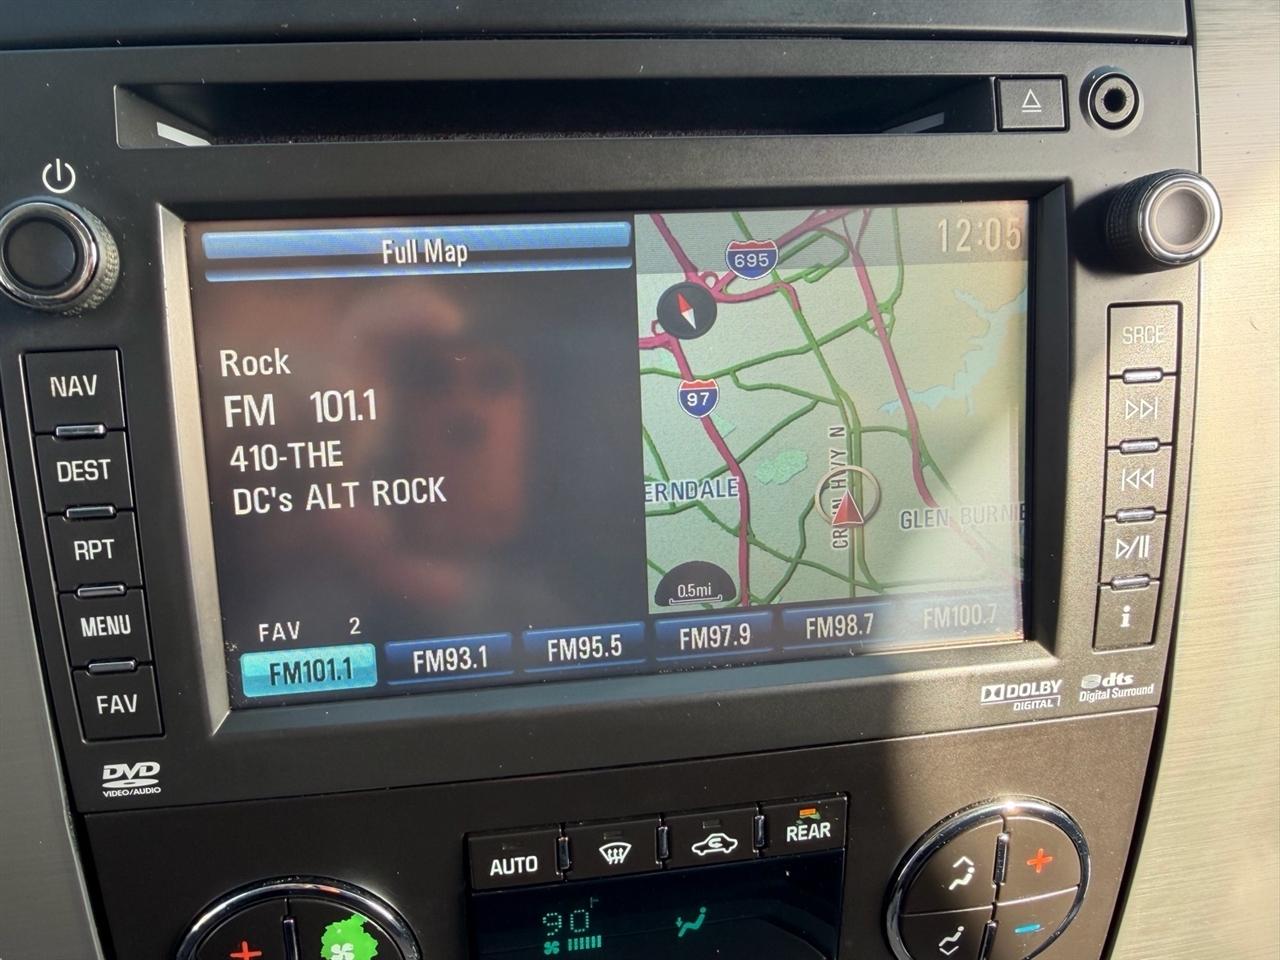 NAV
DEST
RPT
MENU
FAV
DVD
VIDEO/AUDIO
Full Map
Rock
FM 101.1
410-THE
DC's ALT ROCK
FAV 2
FM101.1
FM93.1
FM95.5
FM97.9
FM98.7
FM100.7
12:05
695
97
ERNDALE
HWY N
GLEN BURNIE
0.5mi
SRCE
i
DOLBY
DIGITAL
dts
Digital Surround
AUTO
REAR
90°F